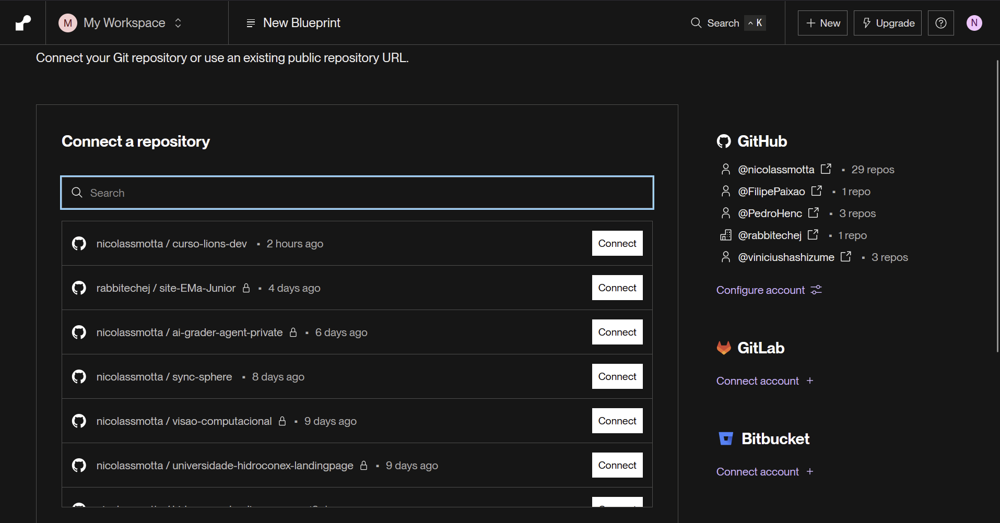 M My Workspace
New Blueprint
Search ^ K
New
Upgrade
?
N
Connect your Git repository or use an existing public repository URL.
Connect a repository
Search
nicolassmotta / curso-lions-dev ▪ 2 hours ago Connect
rabbitechej / site-EMa-Junior ▪ 4 days ago Connect
nicolassmotta / ai-grader-agent-private ▪ 6 days ago Connect
nicolassmotta / sync-sphere ▪ 8 days ago Connect
nicolassmotta / visao-computacional ▪ 9 days ago Connect
nicolassmotta / universidade-hidroconex-landingpage ▪ 9 days ago Connect
GitHub
@nicolassmotta ▪ 29 repos
@FilipePaixao ▪ 1 repo
@PedroHenc ▪ 3 repos
@rabbitechej ▪ 1 repo
@viniciushashizume ▪ 3 repos
Configure account
GitLab
Connect account +
Bitbucket
Connect account +